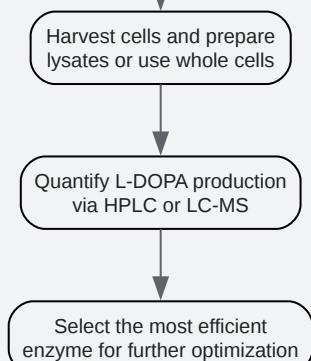 Harvest cells and prepare
lysates or use whole cells
Quantify L-DOPA production
via HPLC or LC-MS
Select the most efficient
enzyme for further optimization